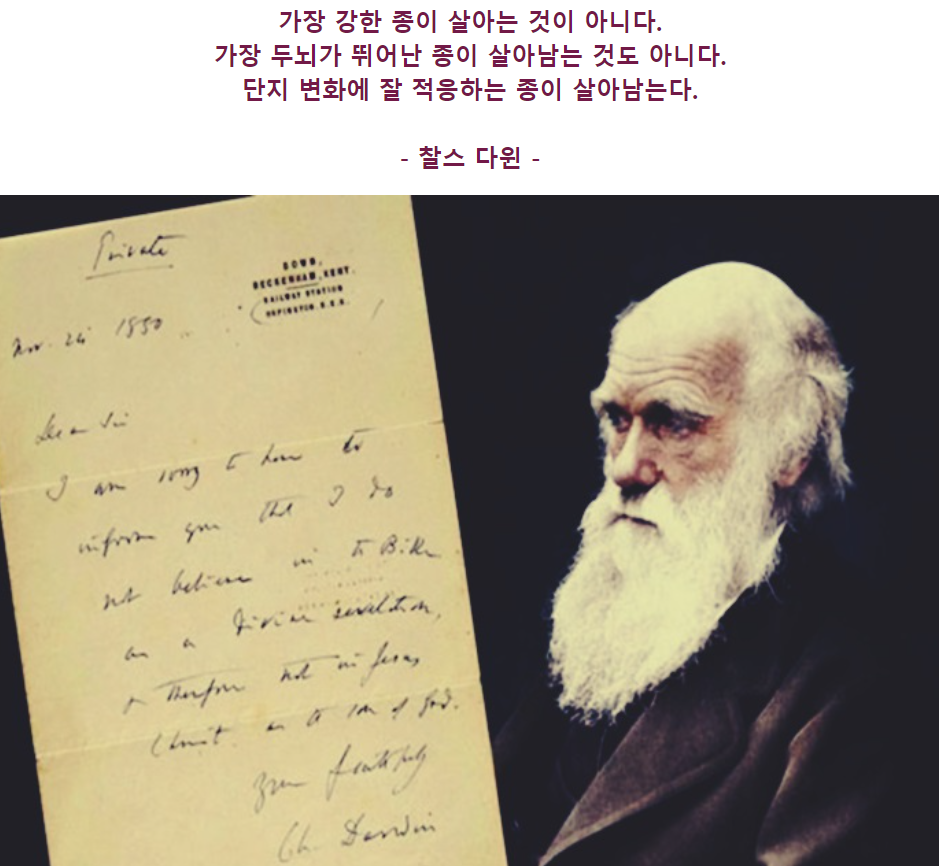 가장 강한 종이 살아는 것이 아니다.
가장 두뇌가 뛰어난 종이 살아남는 것도 아니다.
단지 변화에 잘 적응하는 종이 살아남는다.
- 찰스 다윈 -
Private
DOWN,
BECKENHAM, KENT.
RAILWAY STATION
ORPINGTON. S.E.R.
Nov. 24 1880
Dear Sir
I am sorry to have to
inform you that I do
not believe in the Bible
as a divine revelation,
& therefore not in Jesus
Christ as the son of God.
Yours faithfully
Ch. Darwin